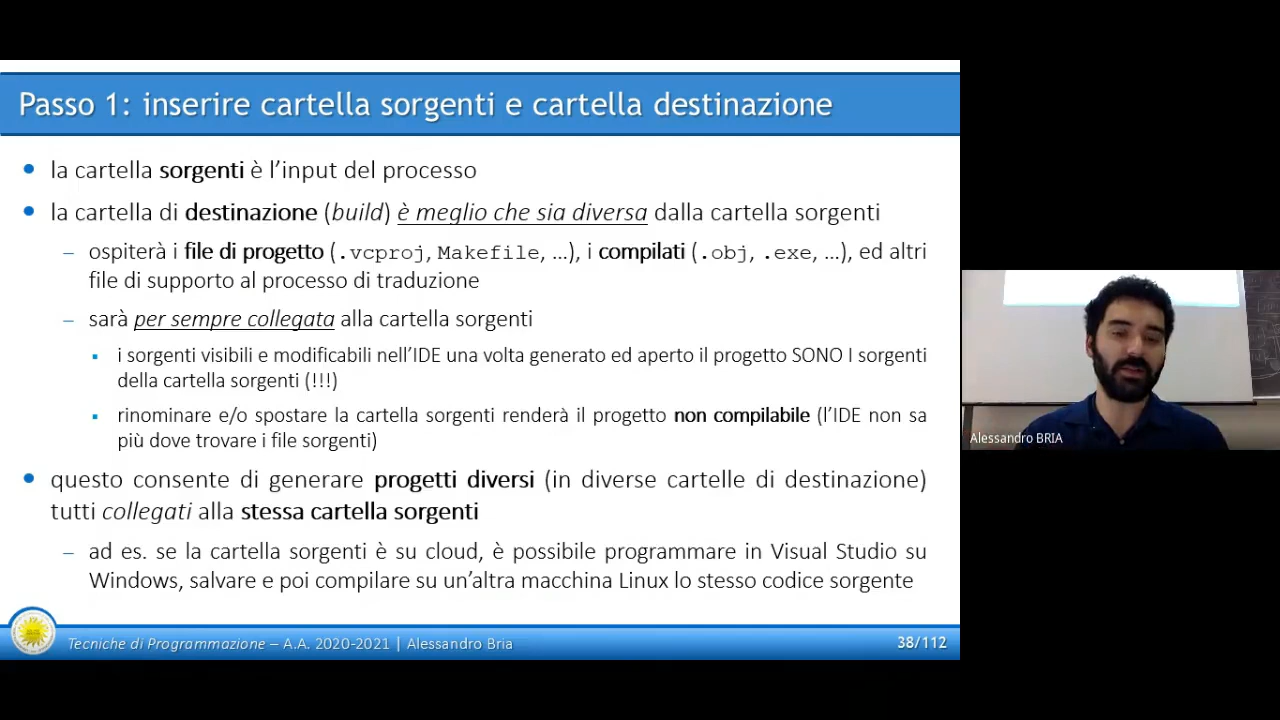 Passo 1: inserire cartella sorgenti e cartella destinazione
la cartella sorgenti è l'input del processo
la cartella di destinazione (build) è meglio che sia diversa dalla cartella sorgenti
– ospiterà i file di progetto (.vcproj, Makefile, …), i compilati (.obj, .exe, …), ed altri
file di supporto al processo di traduzione
– sarà per sempre collegata alla cartella sorgenti
i sorgenti visibili e modificabili nell'IDE una volta generato ed aperto il progetto SONO I sorgenti
della cartella sorgenti (!!!)
rinominare e/o spostare la cartella sorgenti renderà il progetto non compilabile (l'IDE non sa
più dove trovare i file sorgenti)
questo consente di generare progetti diversi (in diverse cartelle di destinazione)
tutti collegati alla stessa cartella sorgenti
– ad es. se la cartella sorgenti è su cloud, è possibile programmare in Visual Studio su
Windows, salvare e poi compilare su un'altra macchina Linux lo stesso codice sorgente
Tecniche di Programmazione – A.A. 2020-2021 | Alessandro Bria
38/112
Alessandro BRIA